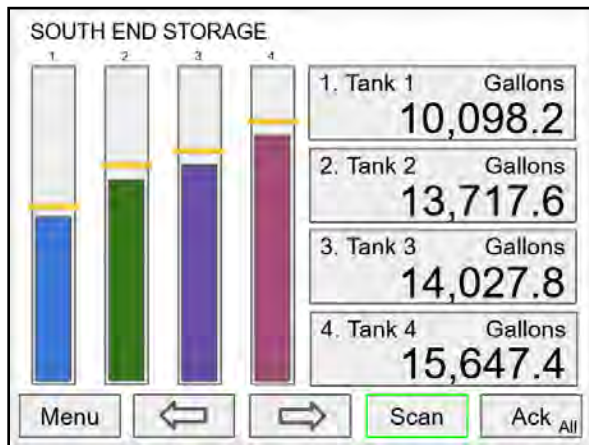 SOUTH END STORAGE
1 2 3 4
1. Tank 1 Gallons
10,098.2
2. Tank 2 Gallons
13,717.6
3. Tank 3 Gallons
14,027.8
4. Tank 4 Gallons
15,647.4
Menu Scan Ack All